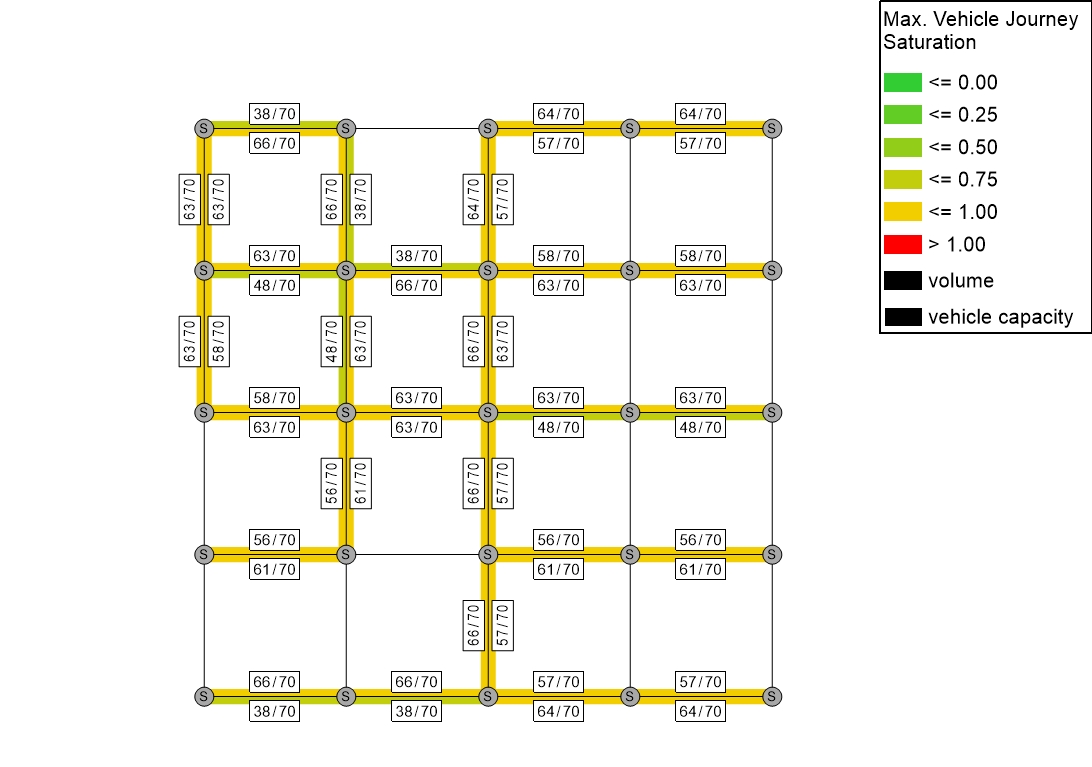 Max. Vehicle Journey
Saturation
<= 0.00
<= 0.25
<= 0.50
<= 0.75
<= 1.00
> 1.00
volume
vehicle capacity
38/70
64/70
64/70
S
S
S
S
S
66/70
57/70
57/70
63/70
63/70
66/70
38/70
64/70
57/70
63/70
38/70
58/70
58/70
S
S
S
S
S
48/70
66/70
63/70
63/70
63/70
58/70
48/70
63/70
66/70
63/70
58/70
63/70
63/70
63/70
S
S
S
S
S
63/70
63/70
48/70
48/70
56/70
61/70
66/70
57/70
56/70
56/70
56/70
S
S
S
S
S
61/70
61/70
61/70
66/70
57/70
66/70
66/70
57/70
57/70
S
S
S
S
S
38/70
38/70
64/70
64/70